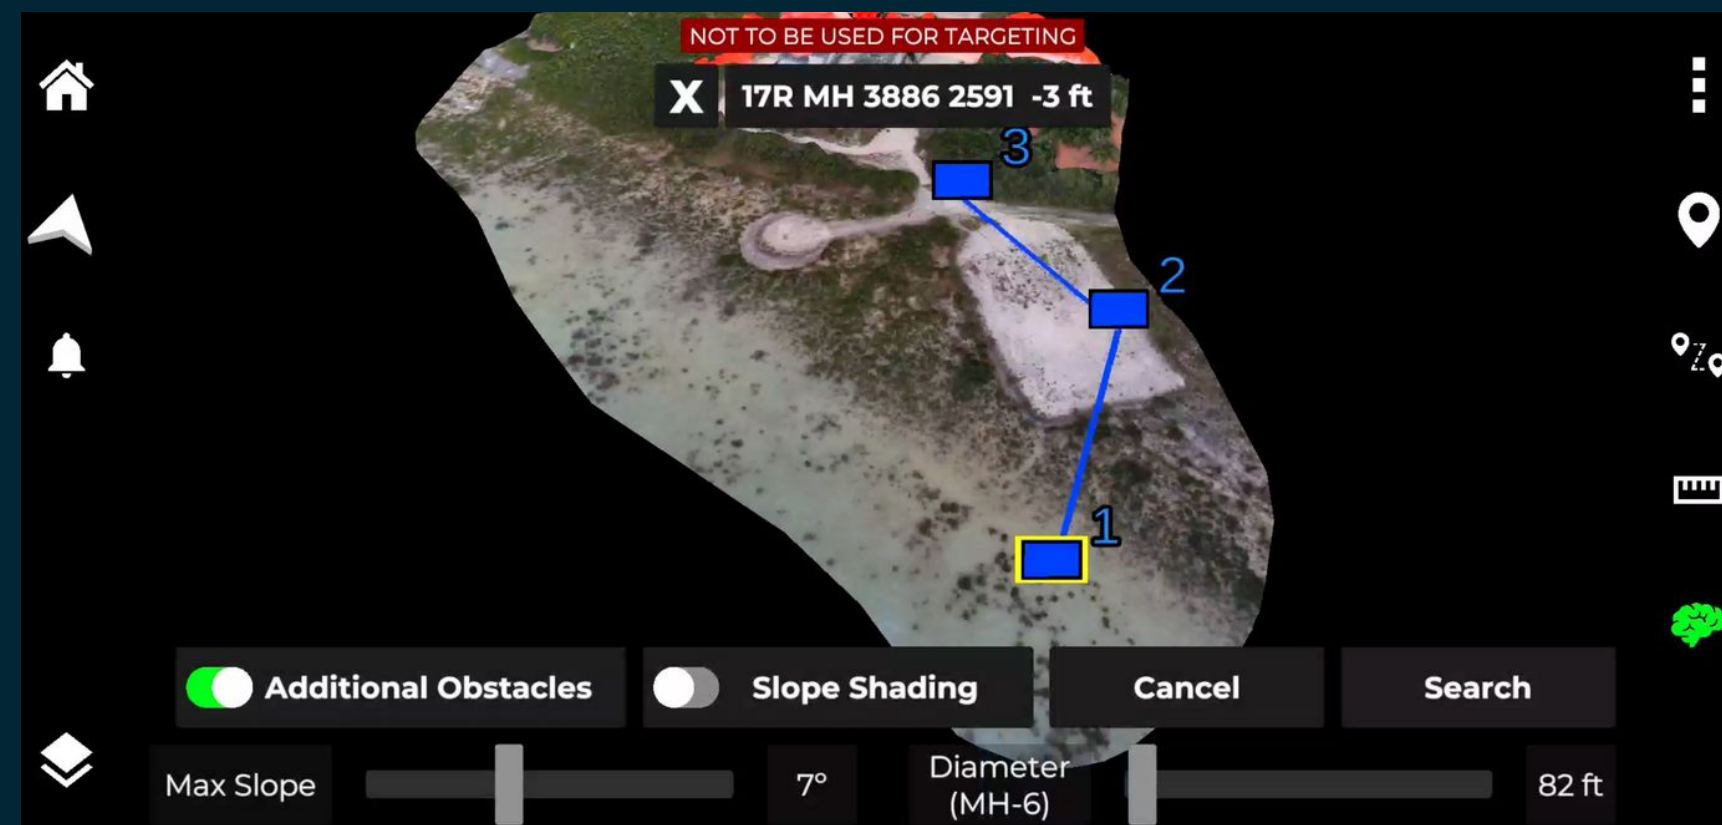 NOT TO BE USED FOR TARGETING
X 17R MH 3886 2591 -3 ft
3
2
1
Additional Obstacles Slope Shading Cancel Search
Max Slope 7º Diameter (MH-6) 82 ft